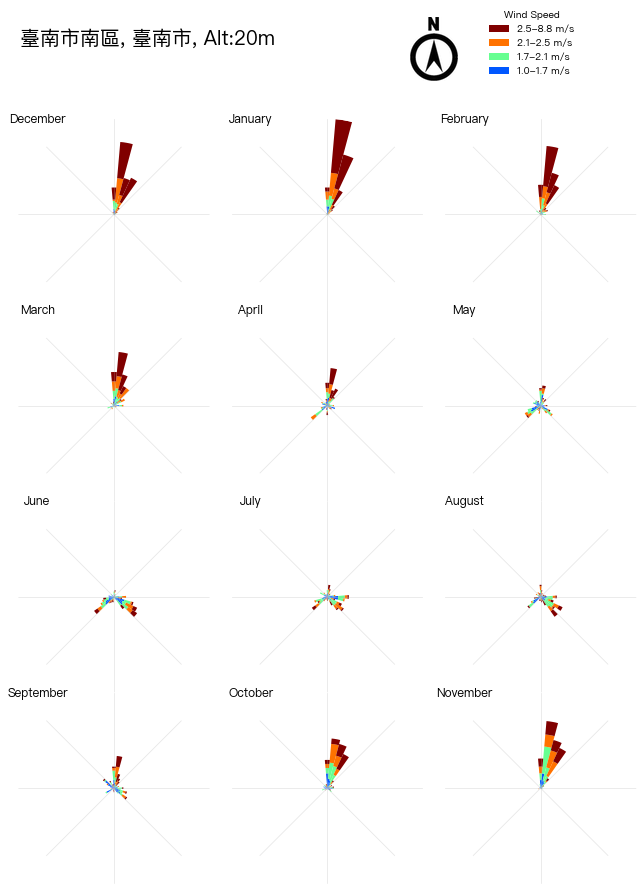 臺南市南區, 臺南市, Alt:20m
N
Wind Speed
2.5–8.8 m/s
2.1–2.5 m/s
1.7–2.1 m/s
1.0–1.7 m/s
December
January
February
March
April
May
June
July
August
September
October
November